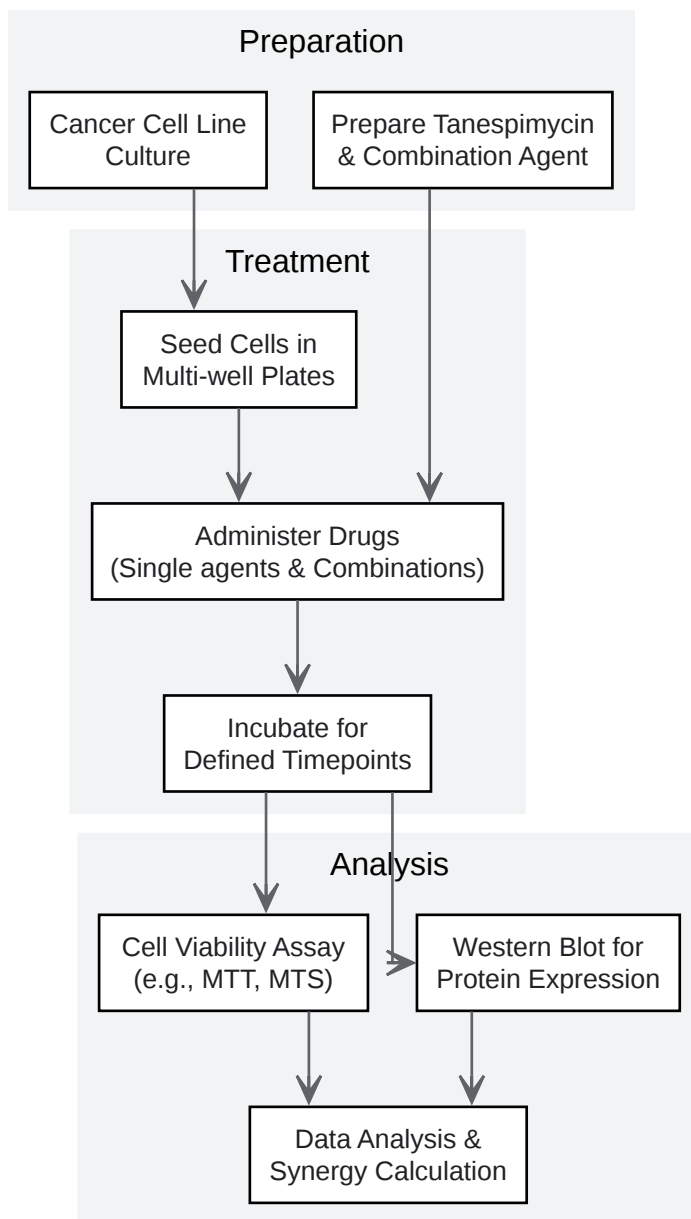 Preparation
Cancer Cell Line
Culture
Prepare Tanespimycin
& Combination Agent
Treatment
Seed Cells in
Multi-well Plates
Administer Drugs
(Single agents & Combinations)
Incubate for
Defined Timepoints
Analysis
Cell Viability Assay
(e.g., MTT, MTS)
Western Blot for
Protein Expression
Data Analysis &
Synergy Calculation